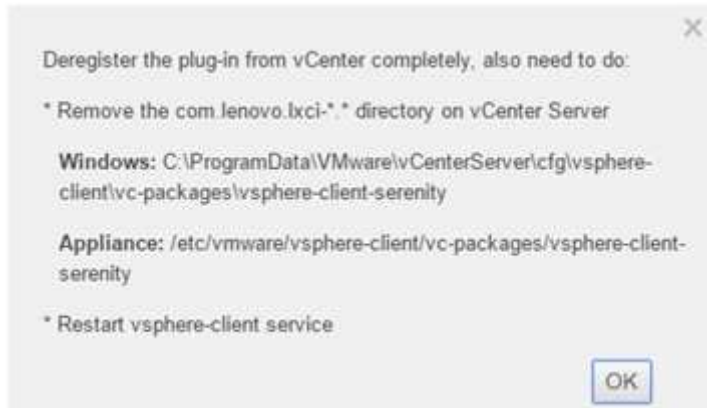 Deregister the plug-in from vCenter completely, also need to do:
* Remove the com.lenovo.lxci-*.* directory on vCenter Server
Windows: C:\ProgramData\VMware\vCenterServer\cfg\vsphere-
client\vc-packages\vsphere-client-serenity
Appliance: /etc/vmware/vsphere-client/vc-packages/vsphere-client-
serenity
* Restart vsphere-client service
OK